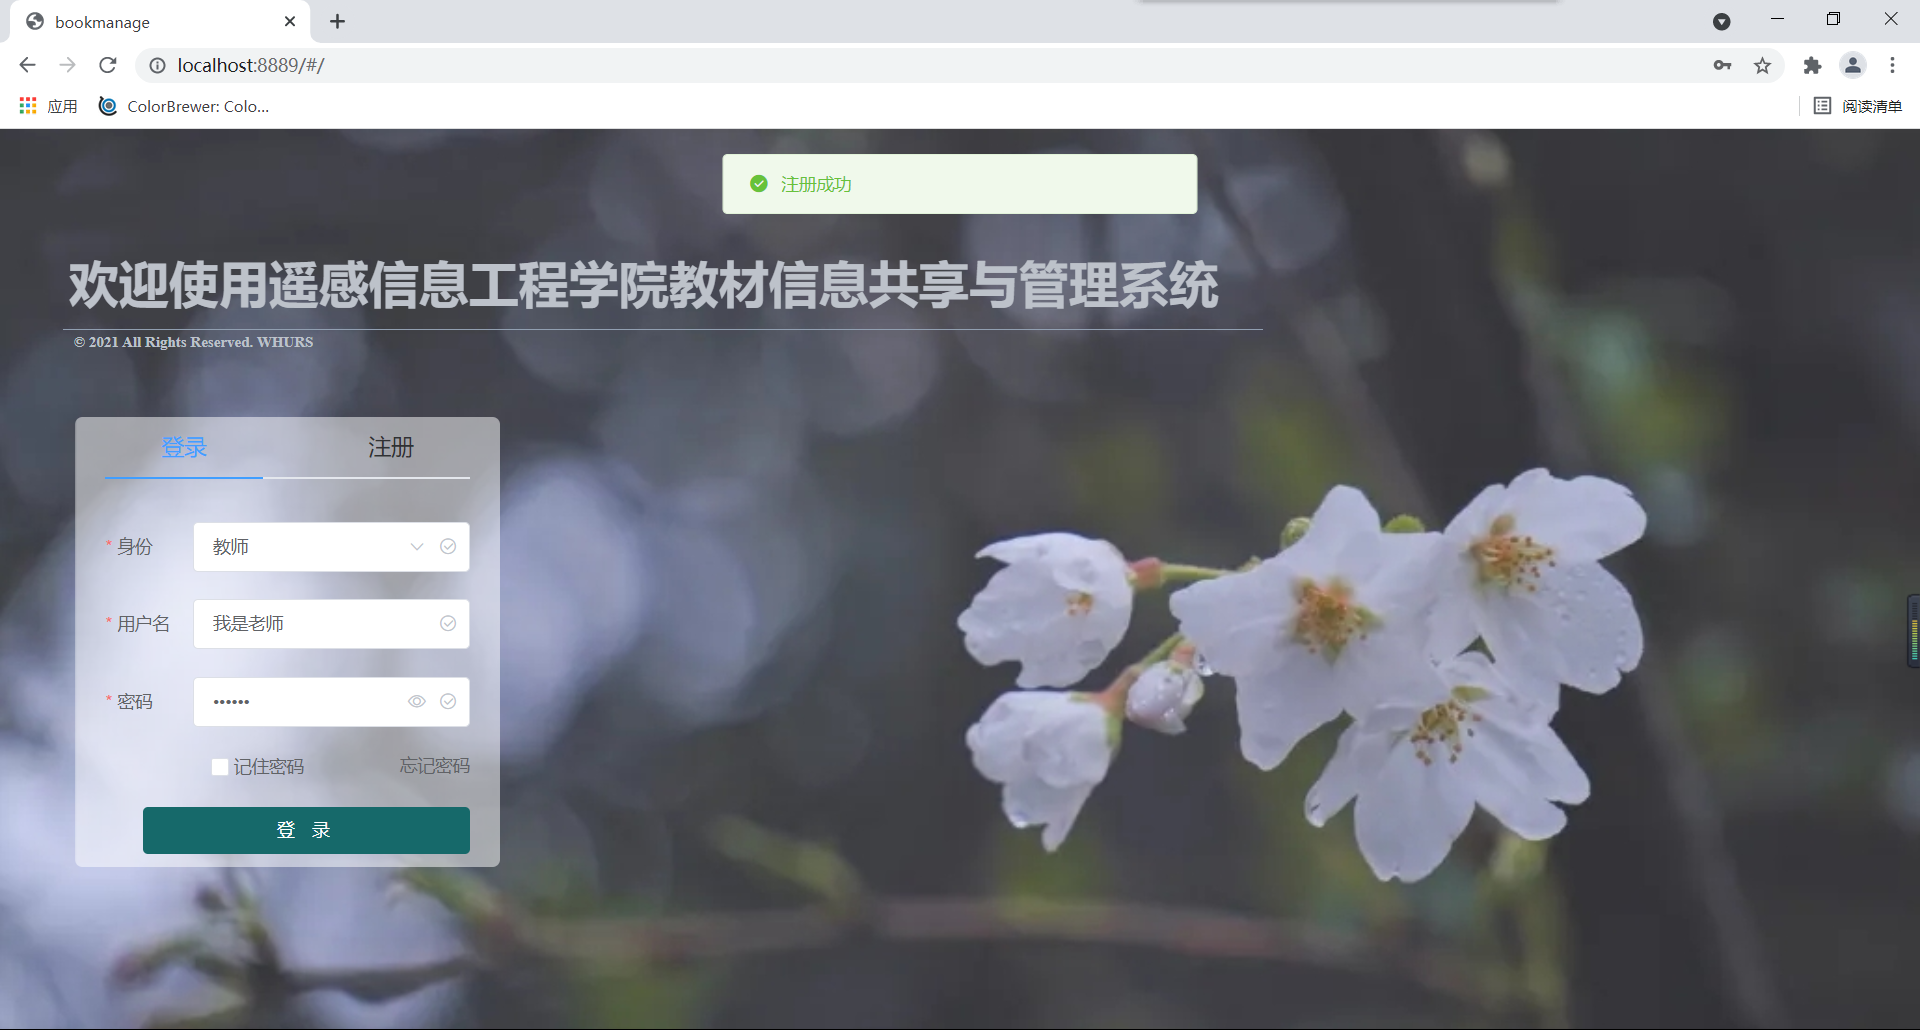 bookmanage
localhost:8889/#/
应用
ColorBrewer: Colo...
阅读清单
注册成功
欢迎使用遥感信息工程学院教材信息共享与管理系统
© 2021 All Rights Reserved. WHURS
登录 注册
* 身份 教师
* 用户名 我是老师
* 密码 ••••••
记住密码 忘记密码
登 录